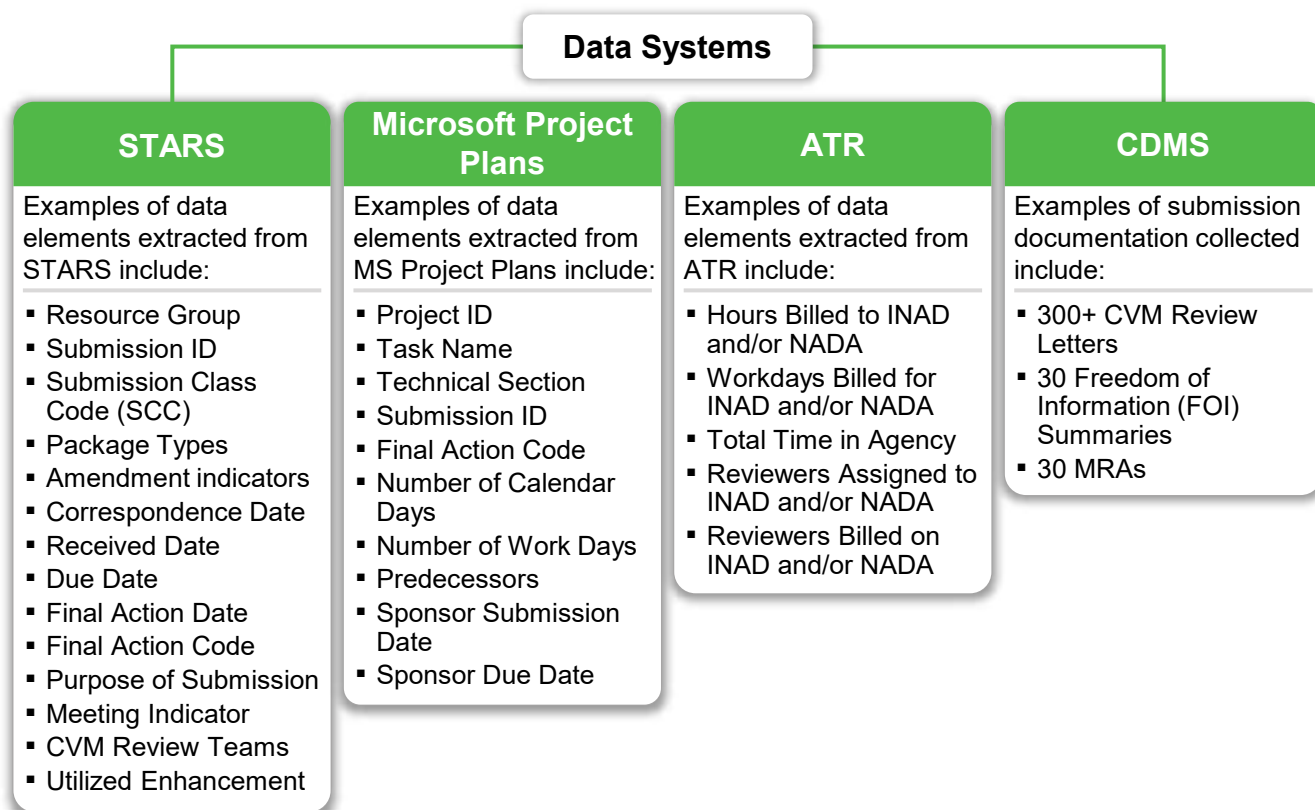 Data Systems
STARS
Examples of data
elements extracted from
STARS include:
▪ Resource Group
▪ Submission ID
▪ Submission Class
Code (SCC)
▪ Package Types
▪ Amendment indicators
▪ Correspondence Date
▪ Received Date
▪ Due Date
▪ Final Action Date
▪ Final Action Code
▪ Purpose of Submission
▪ Meeting Indicator
▪ CVM Review Teams
▪ Utilized Enhancement
Microsoft Project
Plans
Examples of data
elements extracted from
MS Project Plans include:
▪ Project ID
▪ Task Name
▪ Technical Section
▪ Submission ID
▪ Final Action Code
▪ Number of Calendar
Days
▪ Number of Work Days
▪ Predecessors
▪ Sponsor Submission
Date
▪ Sponsor Due Date
ATR
Examples of data
elements extracted from
ATR include:
▪ Hours Billed to INAD
and/or NADA
▪ Workdays Billed for
INAD and/or NADA
▪ Total Time in Agency
▪ Reviewers Assigned to
INAD and/or NADA
▪ Reviewers Billed on
INAD and/or NADA
CDMS
Examples of submission
documentation collected
include:
▪ 300+ CVM Review
Letters
▪ 30 Freedom of
Information (FOI)
Summaries
▪ 30 MRAs